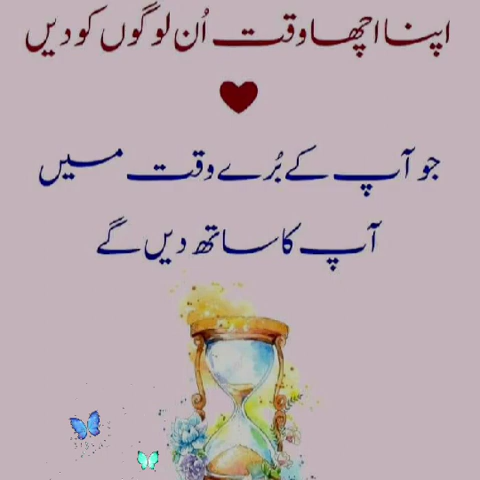 اپنا اچھا وقت اُن لوگوں کو دیں
جو آپ کے بُرے وقت میں
آپ کا ساتھ دیں گے